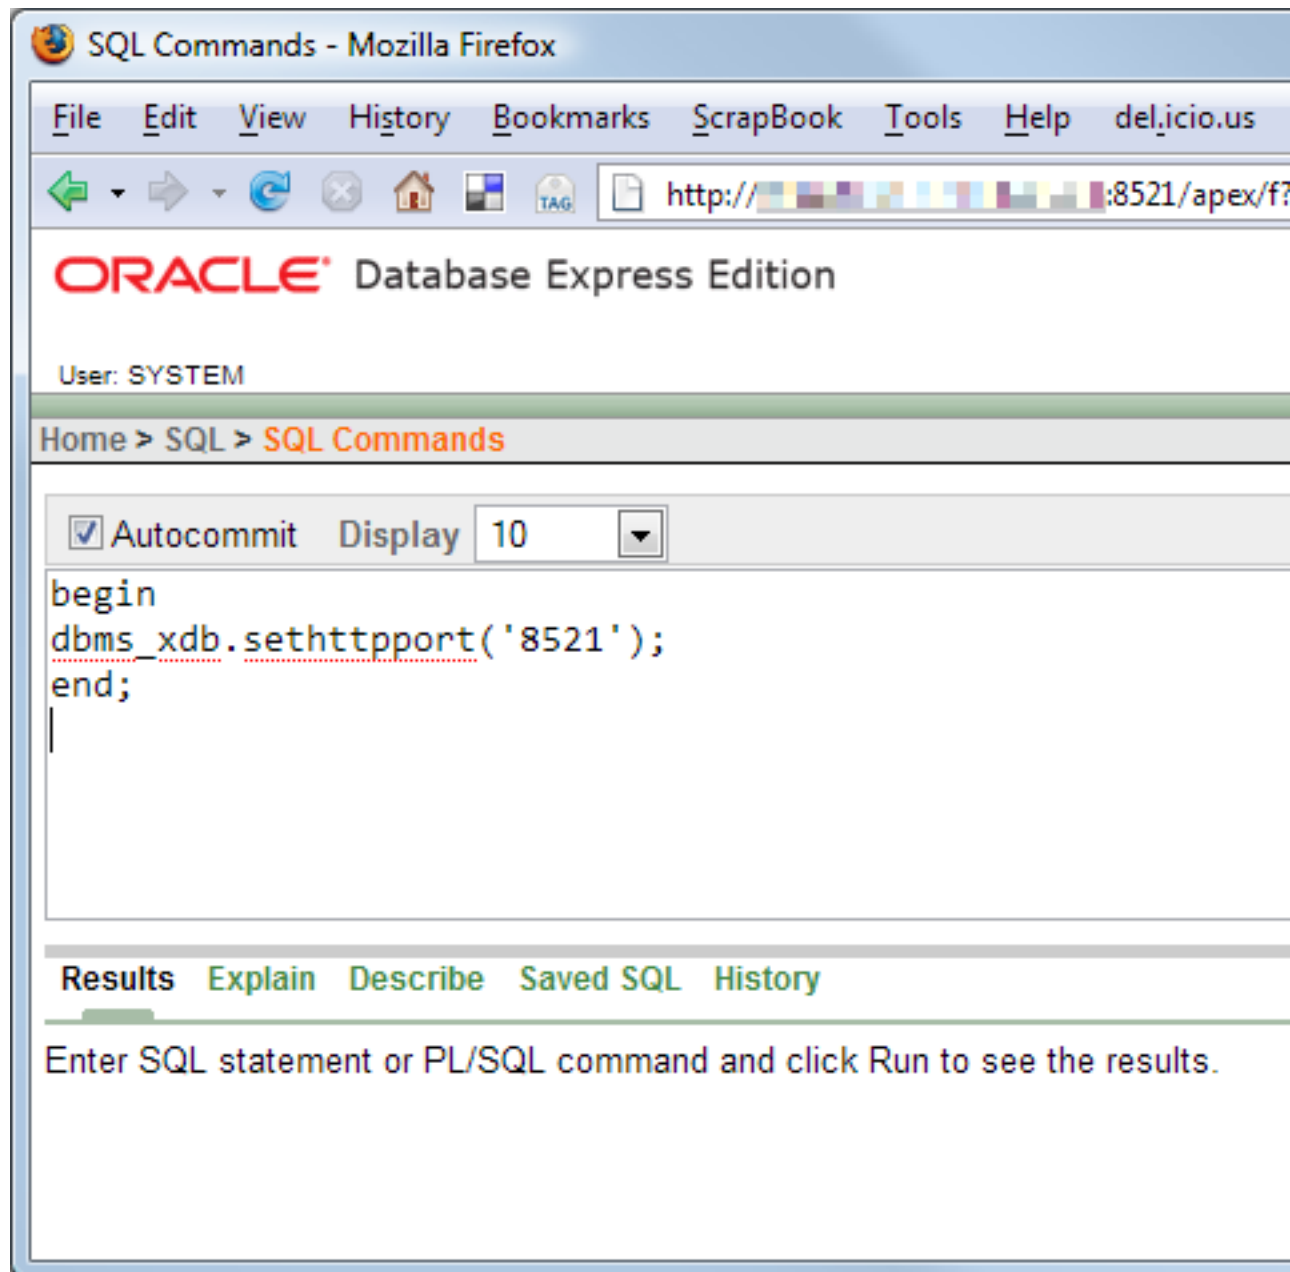 SQL Commands - Mozilla Firefox
File Edit View History Bookmarks ScrapBook Tools Help del.icio.us
TAG http:// :8521/apex/f?
ORACLE Database Express Edition
User: SYSTEM
Home > SQL > SQL Commands
Autocommit Display 10
begin
dbms_xdb.sethttpport('8521');
end;
Results Explain Describe Saved SQL History
Enter SQL statement or PL/SQL command and click Run to see the results.